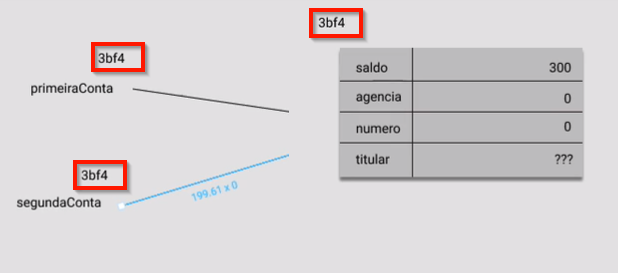 3bf4
3bf4
primeiraConta
saldo 300
agencia 0
numero 0
titular ???
3bf4
segundaConta
199.61 x 0